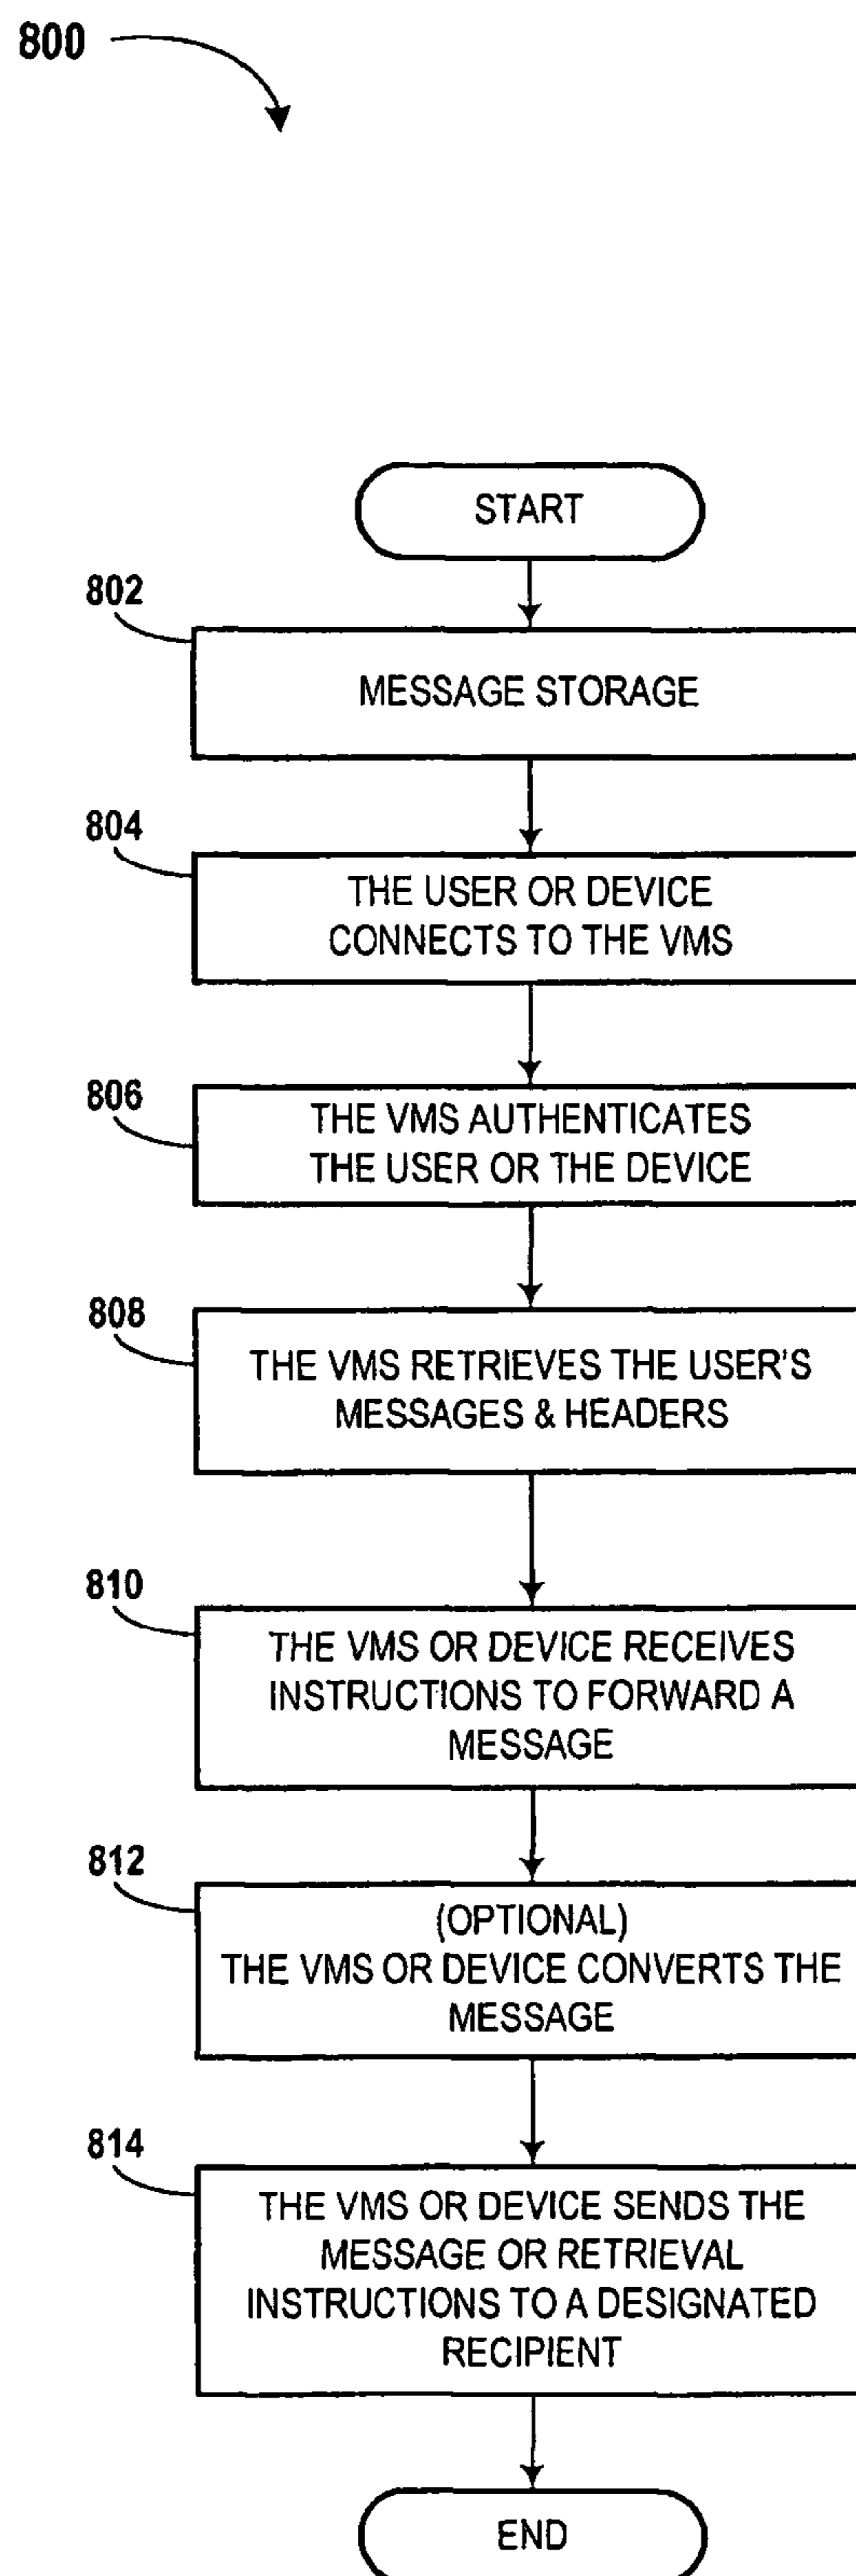 800
START
802
MESSAGE STORAGE
804
THE USER OR DEVICE
CONNECTS TO THE VMS
806
THE VMS AUTHENTICATES
THE USER OR THE DEVICE
808
THE VMS RETRIEVES THE USER'S
MESSAGES & HEADERS
810
THE VMS OR DEVICE RECEIVES
INSTRUCTIONS TO FORWARD A
MESSAGE
812
(OPTIONAL)
THE VMS OR DEVICE CONVERTS THE
MESSAGE
814
THE VMS OR DEVICE SENDS THE
MESSAGE OR RETRIEVAL
INSTRUCTIONS TO A DESIGNATED
RECIPIENT
END